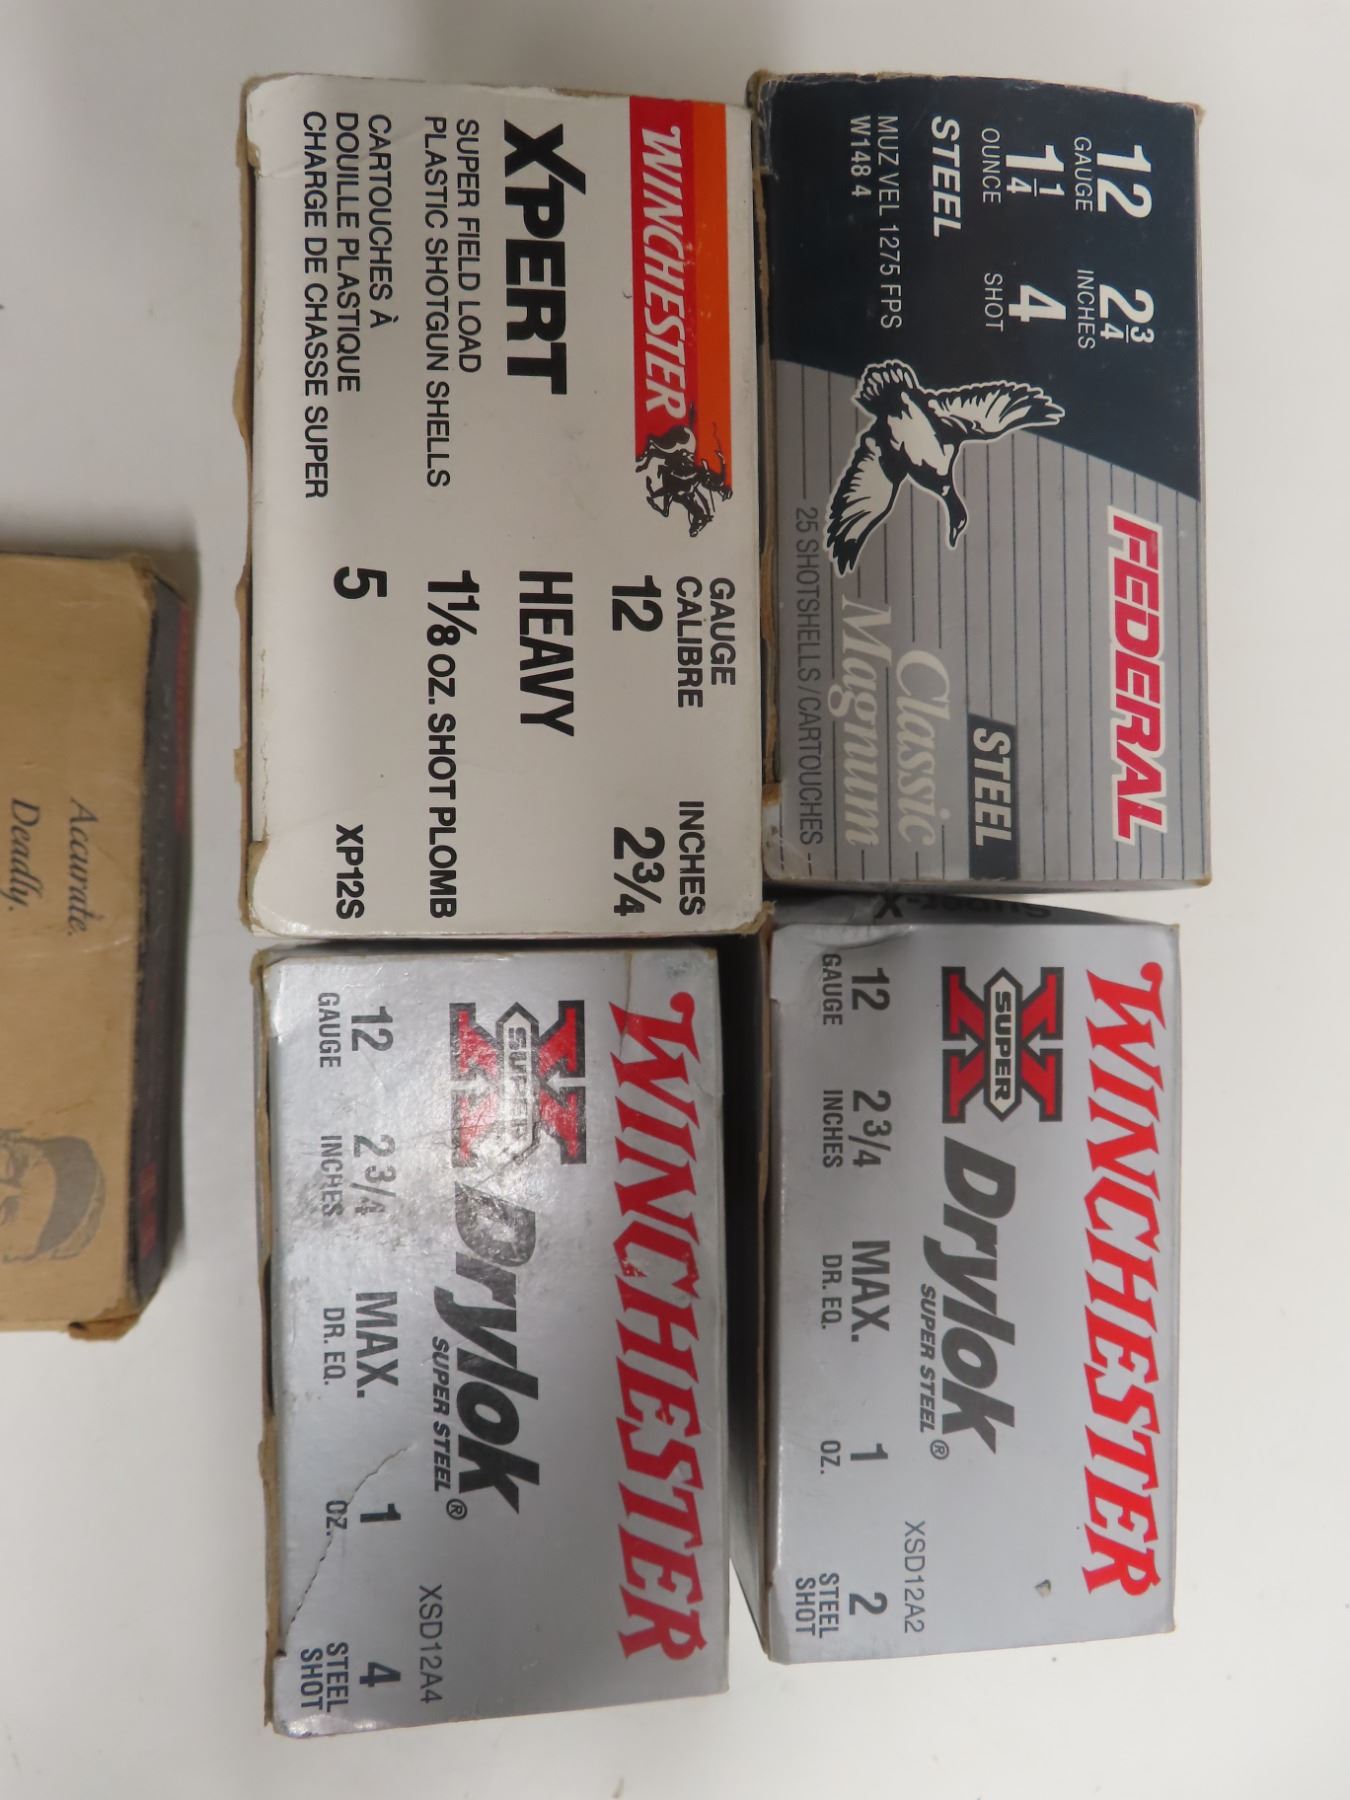 12 2 3/4
GAUGE INCHES
1 1/4 4
OUNCE SHOT
STEEL
MUZ VEL 1275 FPS
W148 4
FEDERAL
STEEL
Classic
Magnum
25 SHOTSHELLS/CARTOUCHES
WINCHESTER
XPERT
SUPER FIELD LOAD
PLASTIC SHOTGUN SHELLS
CARTOUCHES À
DOUILLE PLASTIQUE
CHARGE DE CHASSE SUPER
GAUGE
CALIBRE INCHES
12 2¾
HEAVY
1⅛ OZ. SHOT PLOMB
5 XP12S
Super-X
WINCHESTER
SUPER X
Drylok
SUPER STEEL®
XSD12A2
12 2 3/4 MAX. 1 2
GAUGE INCHES DR. EQ. OZ. STEEL
SHOT
WINCHESTER
SUPER X
Drylok
SUPER STEEL®
XSD12A4
12 2 3/4 MAX. 1 4
GAUGE INCHES DR. EQ. OZ. STEEL
SHOT
Accurate.
Deadly.